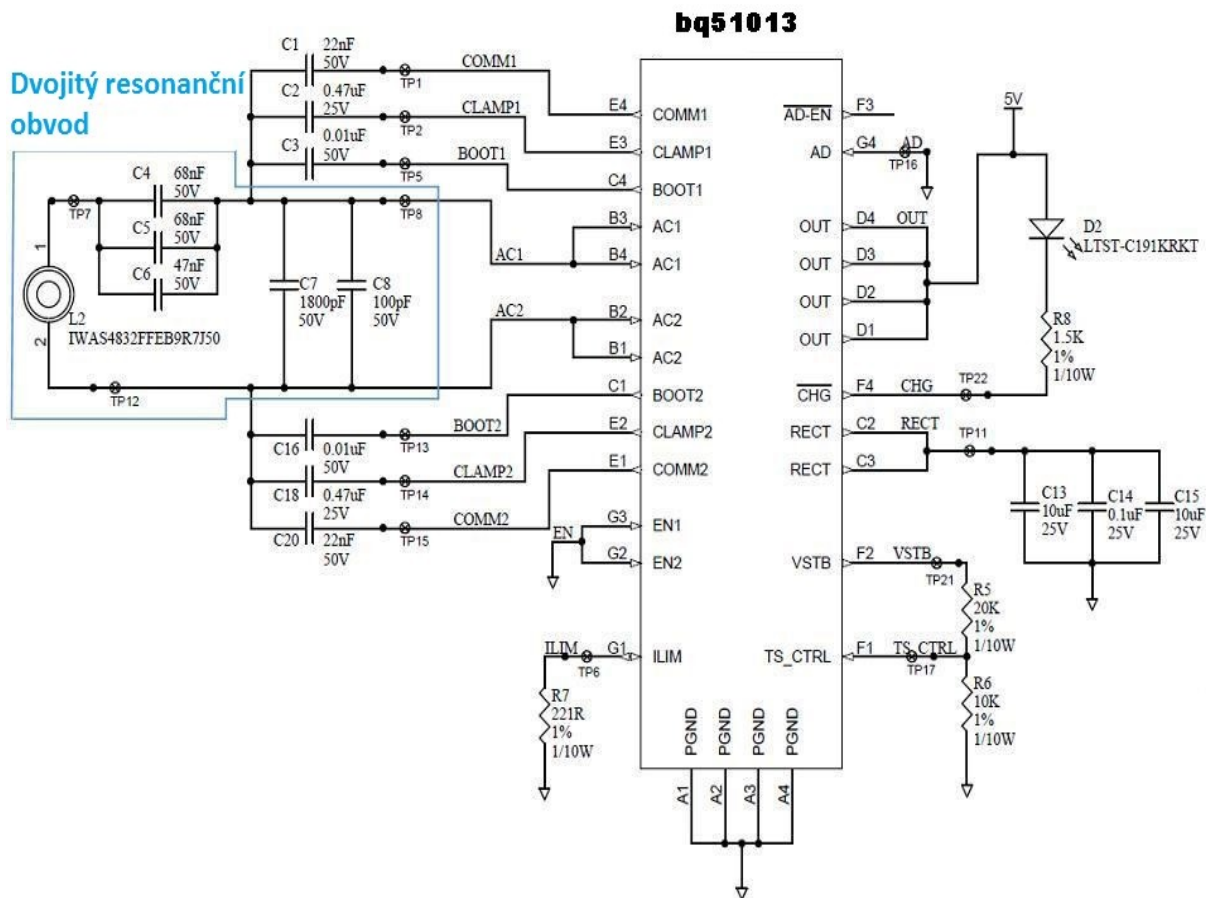 bq51013
Dvojitý resonanční
obvod
C1
22nF
50V
COMM1
TP1
C2
0.47uF
25V
CLAMP1
TP2
C3
0.01uF
50V
BOOT1
TP5
C4
68nF
50V
TP7
TP8
C5
68nF
50V
C6
47nF
50V
1
2
L2
IWAS4832FFEB9R7J50
C7
1800pF
50V
C8
100pF
50V
AC1
AC2
TP12
C16
0.01uF
50V
BOOT2
TP13
C18
0.47uF
25V
CLAMP2
TP14
C20
22nF
50V
COMM2
TP15
EN
ILIM
TP6
R7
221R
1%
1/10W
E4 COMM1
E3 CLAMP1
C4 BOOT1
B3 AC1
B4 AC1
B2 AC2
B1 AC2
C1 BOOT2
E2 CLAMP2
E1 COMM2
G3 EN1
G2 EN2
G1 ILIM
AD-EN F3
AD G4 AD
TP16
OUT D4 OUT
OUT D3
OUT D2
OUT D1
CHG F4 CHG TP22
RECT C2 RECT
TP11
RECT C3
VSTB F2 VSTB
TP21
TS_CTRL F1 TS_CTRL
TP17
PGND PGND PGND PGND
A1 A2 A3 A4
5V
D2
LTST-C191KRKT
R8
1.5K
1%
1/10W
C13
10uF
25V
C14
0.1uF
25V
C15
10uF
25V
R5
20K
1%
1/10W
R6
10K
1%
1/10W